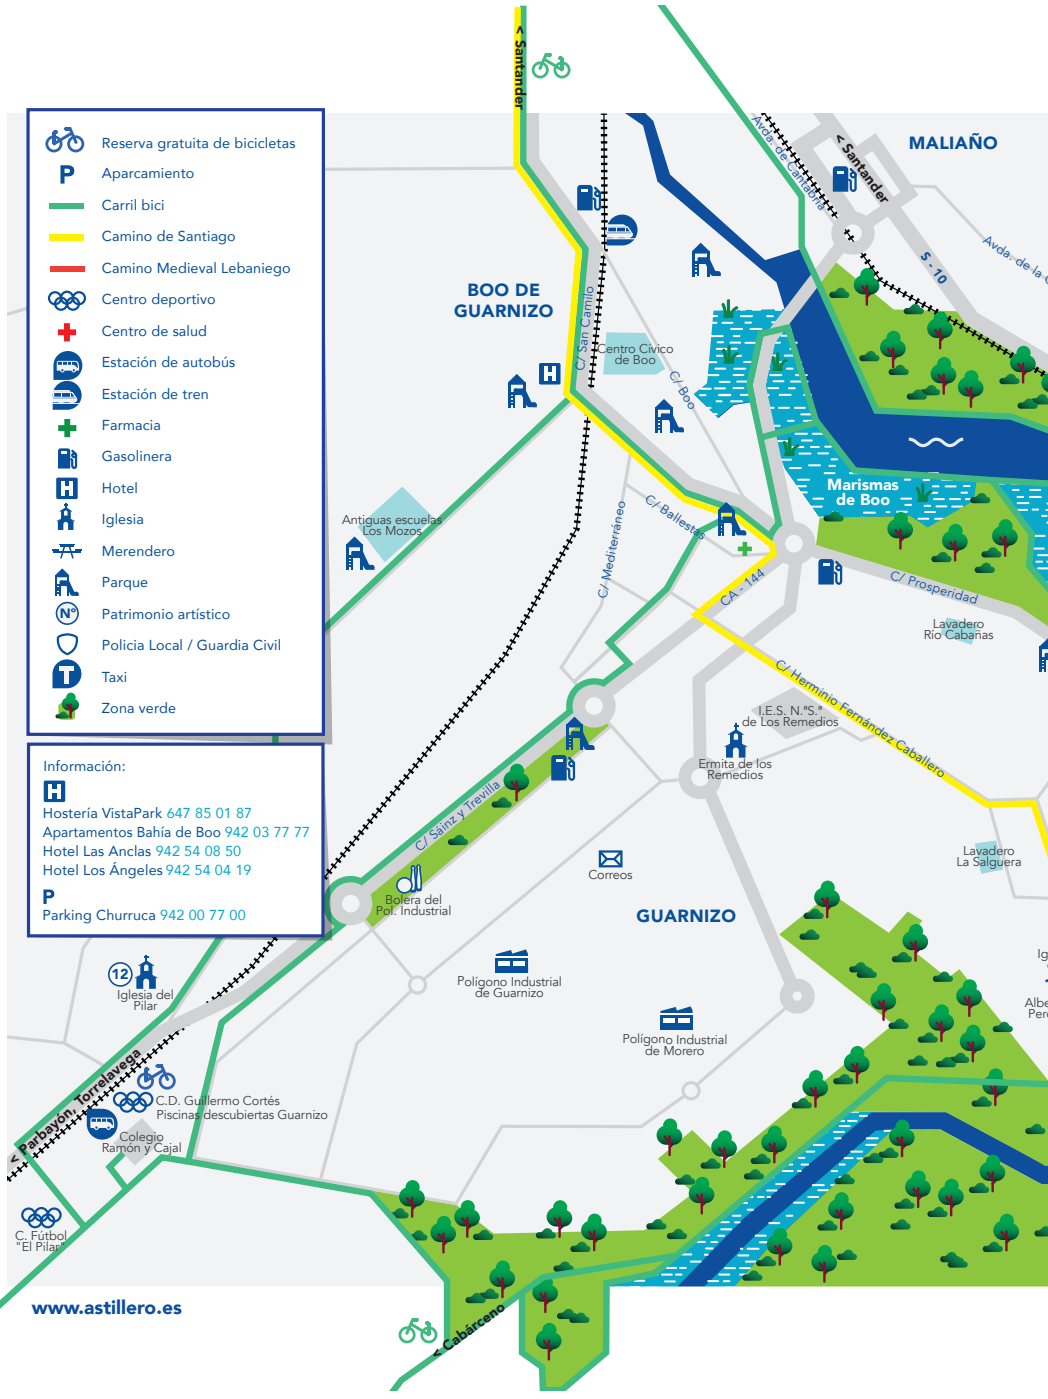 < Santander
MALIAÑO
Avda. de Cantabria
< Santander
S - 10
Avda. de la
Reserva gratuita de bicicletas
P Aparcamiento
Carril bici
Camino de Santiago
Camino Medieval Lebaniego
Centro deportivo
Centro de salud
Estación de autobús
Estación de tren
Farmacia
Gasolinera
H Hotel
Iglesia
Merendero
Parque
Nº Patrimonio artístico
Policia Local / Guardia Civil
T Taxi
Zona verde
BOO DE
GUARNIZO
C/ San Camilo
Centro Cívico
de Boo
H
C/ Boo
Marismas
de Boo
Antiguas escuelas
Los Mozos
C/ Mediterráneo
C/ Ballestas
CA - 144
C/ Prosperidad
Lavadero
Río Cabañas
C/ Herminio Fernández Caballero
I.E.S. N.ªS.ª
de Los Remedios
Ermita de los
Remedios
Información:
H
Hostería VistaPark 647 85 01 87
Apartamentos Bahía de Boo 942 03 77 77
Hotel Las Anclas 942 54 08 50
Hotel Los Ángeles 942 54 04 19
P
Parking Churruca 942 00 77 00
C/ Sáinz y Trevilla
Correos
Lavadero
La Salguera
Bolera del
Pol. Industrial
GUARNIZO
12
Iglesia del
Pilar
Polígono Industrial
de Guarnizo
Polígono Industrial
de Morero
< Parbayón, Torrelavega
C.D. Guillermo Cortés
Piscinas descubiertas Guarnizo
Colegio
Ramón y Cajal
C. Fútbol
"El Pilar"
www.astillero.es
< Cabárceno